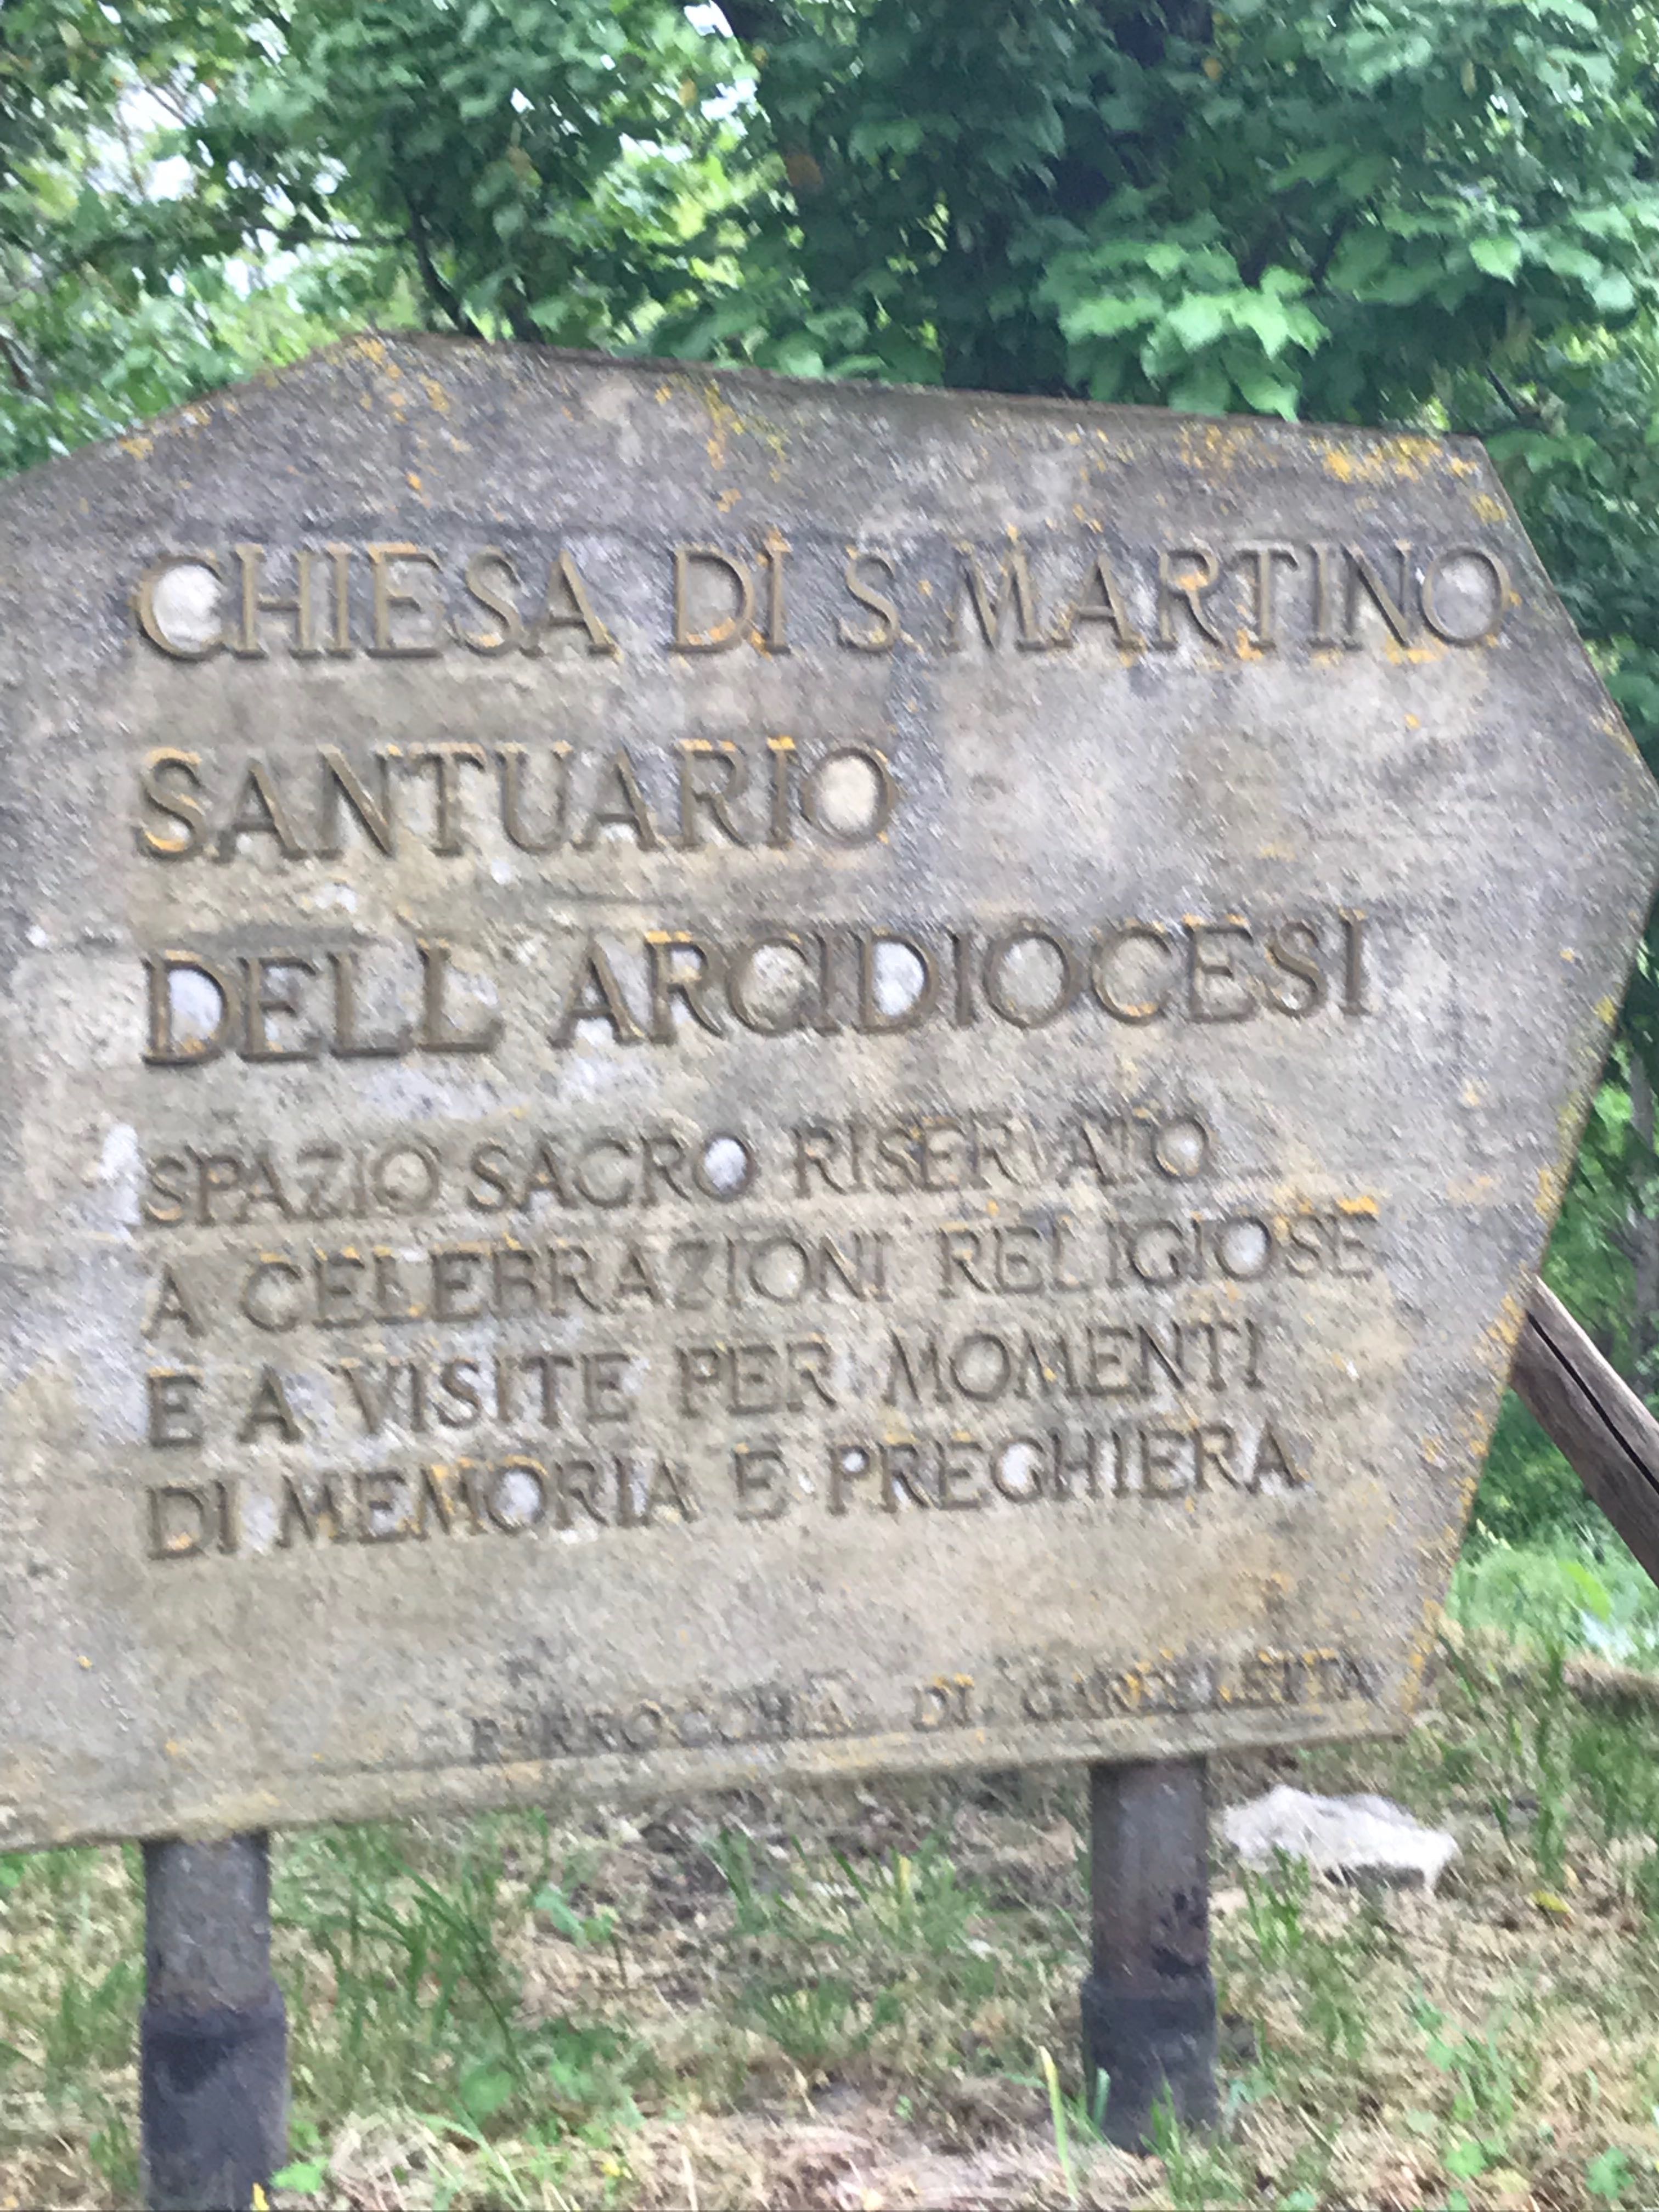 CHIESA DI S. MARTINO
SANTUARIO
DELL ARCIDIOCESI
SPAZIO SACRO RISERVATO
A CELEBRAZIONI RELIGIOSE
E A VISITE PER MOMENTI
DI MEMORIA E PREGHIERA
PARROCCHIA DI GARDELETTA